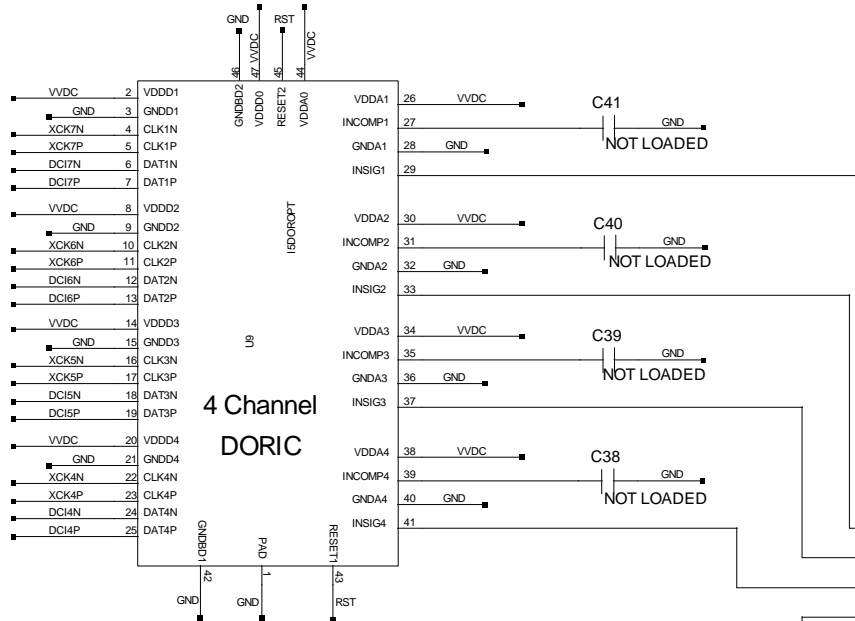 GND
VVDC
RST
VVDC
46
47
45
44
GNDBD2
VDDD0
RESET2
VDDA0
VVDC 2 VDDD1
GND 3 GNDD1
XCK7N 4 CLK1N
XCK7P 5 CLK1P
DCI7N 6 DAT1N
DCI7P 7 DAT1P
VVDC 8 VDDD2
GND 9 GNDD2
XCK6N 10 CLK2N
XCK6P 11 CLK2P
DCI6N 12 DAT2N
DCI6P 13 DAT2P
VVDC 14 VDDD3
GND 15 GNDD3
XCK5N 16 CLK3N
XCK5P 17 CLK3P
DCI5N 18 DAT3N
DCI5P 19 DAT3P
VVDC 20 VDDD4
GND 21 GNDD4
XCK4N 22 CLK4N
XCK4P 23 CLK4P
DCI4N 24 DAT4N
DCI4P 25 DAT4P
I5DOROPT
U9
4 Channel
DORIC
VDDA1 26 VVDC
INCOMP1 27
C41
GND
NOT LOADED
GNDA1 28 GND
INSIG1 29
VDDA2 30 VVDC
INCOMP2 31
C40
GND
NOT LOADED
GNDA2 32 GND
INSIG2 33
VDDA3 34 VVDC
INCOMP3 35
C39
GND
NOT LOADED
GNDA3 36 GND
INSIG3 37
VDDA4 38 VVDC
INCOMP4 39
C38
GND
NOT LOADED
GNDA4 40 GND
INSIG4 41
GNDBD1
PAD
RESET1
42
1
43
GND
GND
RST